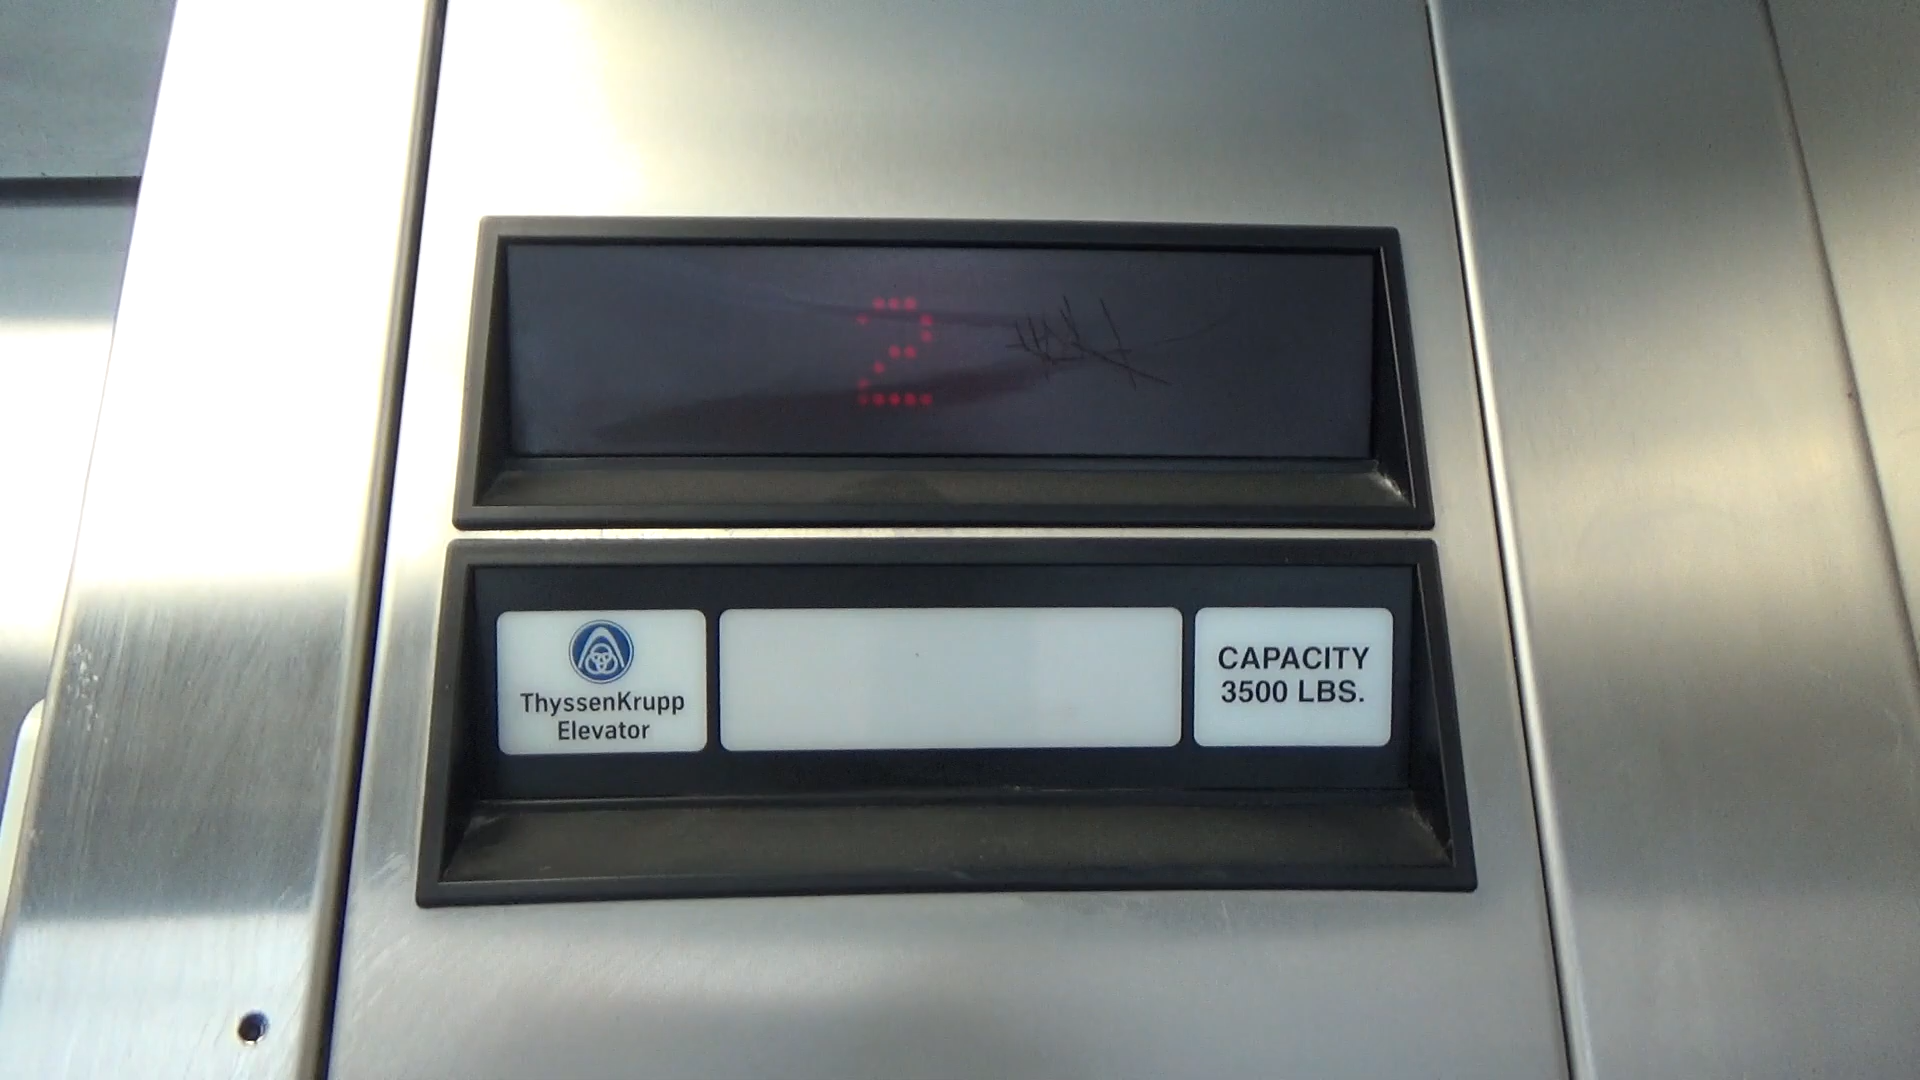 2
ThyssenKrupp
Elevator
CAPACITY
3500 LBS.